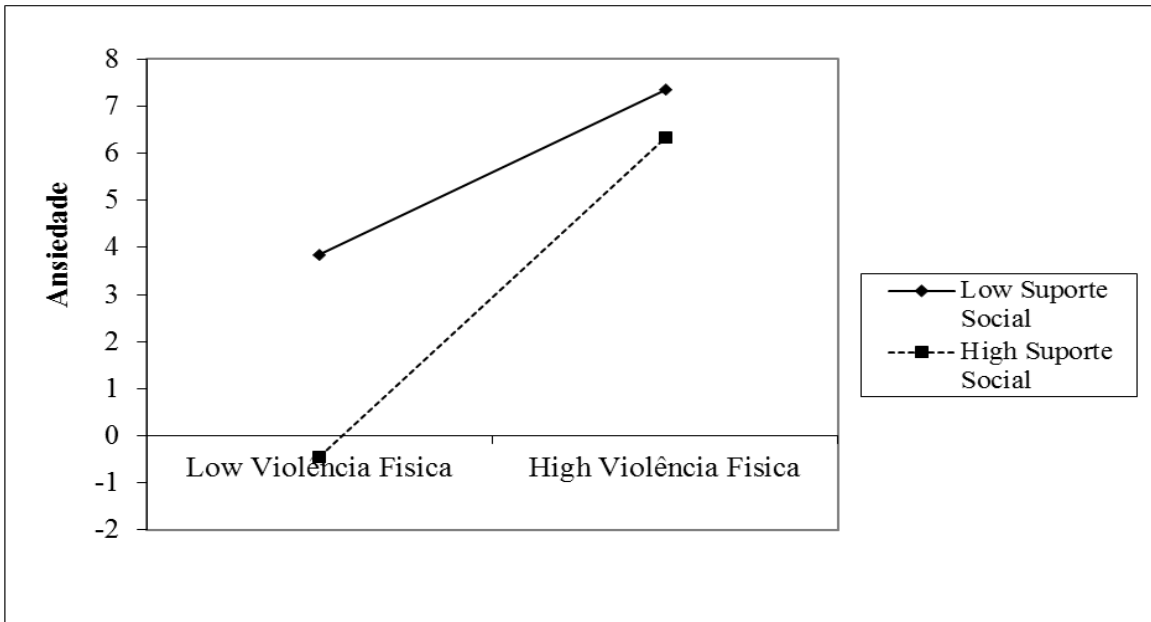 8
7
6
5
4
3
2
1
0
-1
-2
Ansiedade
Low Violência Fisica
High Violência Fisica
Low Suporte
Social
High Suporte
Social